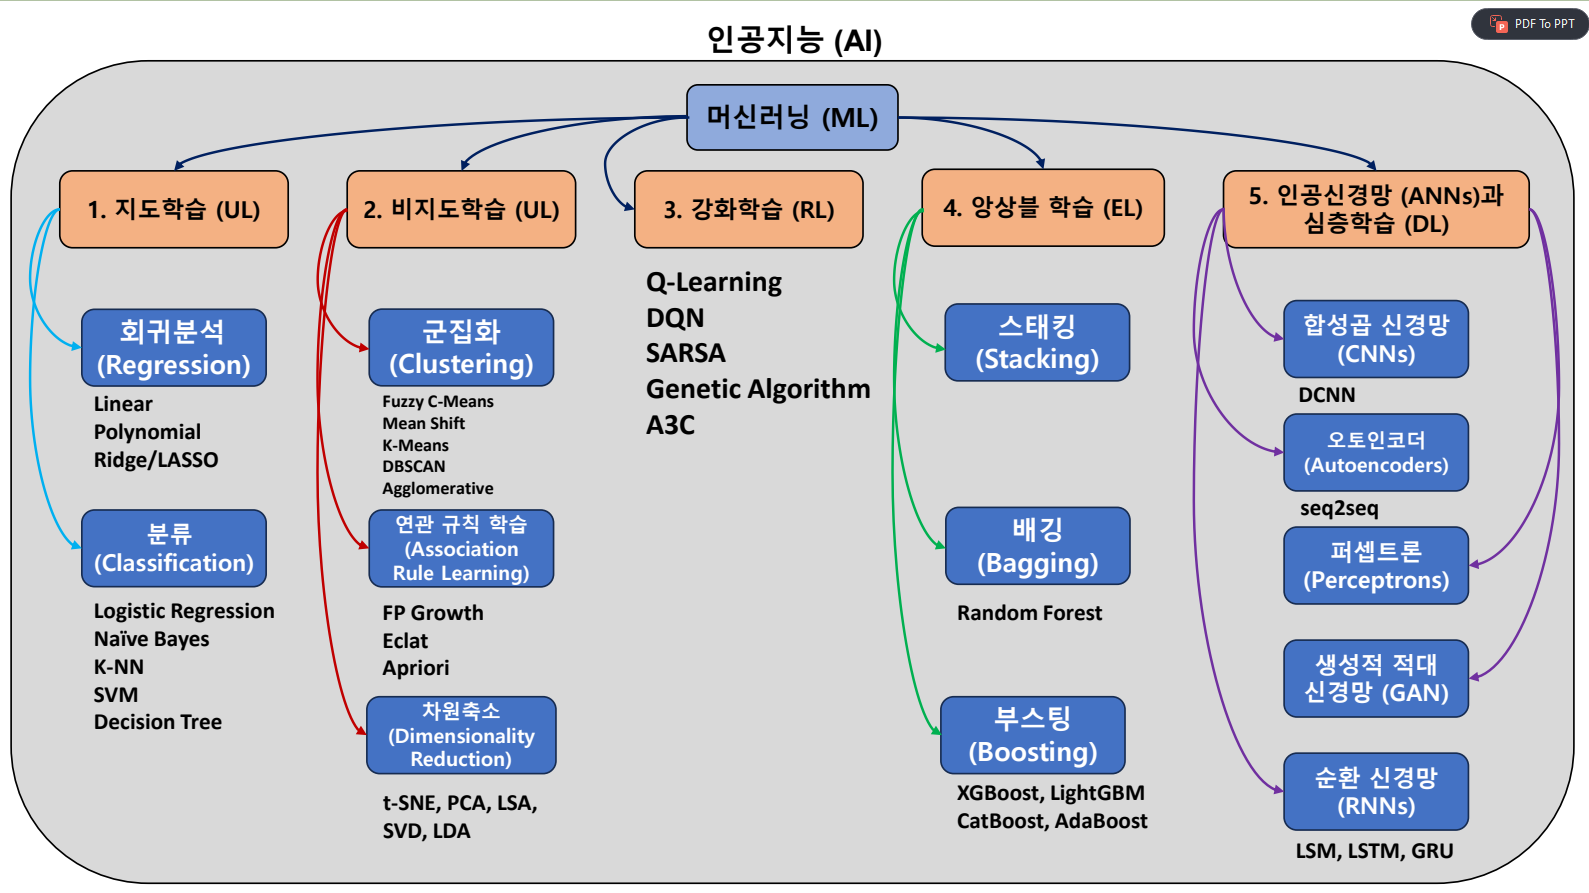 PDF To PPT
인공지능 (AI)
머신러닝 (ML)
1. 지도학습 (UL)
2. 비지도학습 (UL)
3. 강화학습 (RL)
4. 앙상블 학습 (EL)
5. 인공신경망 (ANNs)과
심층학습 (DL)
회귀분석
(Regression)
Linear
Polynomial
Ridge/LASSO
분류
(Classification)
Logistic Regression
Naïve Bayes
K-NN
SVM
Decision Tree
군집화
(Clustering)
Fuzzy C-Means
Mean Shift
K-Means
DBSCAN
Agglomerative
연관 규칙 학습
(Association
Rule Learning)
FP Growth
Eclat
Apriori
차원축소
(Dimensionality
Reduction)
t-SNE, PCA, LSA,
SVD, LDA
Q-Learning
DQN
SARSA
Genetic Algorithm
A3C
스태킹
(Stacking)
배깅
(Bagging)
Random Forest
부스팅
(Boosting)
XGBoost, LightGBM
CatBoost, AdaBoost
합성곱 신경망
(CNNs)
DCNN
오토인코더
(Autoencoders)
seq2seq
퍼셉트론
(Perceptrons)
생성적 적대
신경망 (GAN)
순환 신경망
(RNNs)
LSM, LSTM, GRU